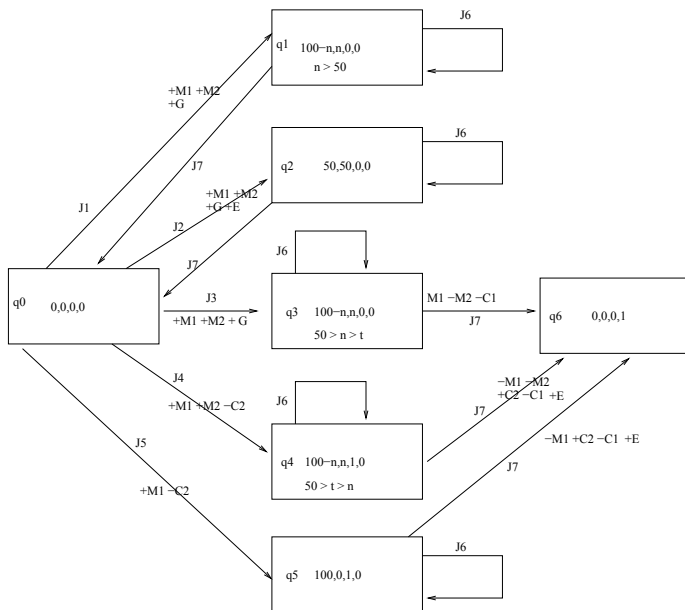 J6
q1
100−n,n,0,0
n > 50
+M1 +M2
+G
J7
J6
q2
50,50,0,0
J1
+M1 +M2
J2
+G +E
J7
J6
q0
0,0,0,0
J3
+M1 +M2 + G
q3
100−n,n,0,0
50 > n > t
M1 −M2 −C1
J7
q6
0,0,0,1
J4
+M1 +M2 −C2
J6
−M1 −M2
+C2 −C1 +E
J7
J5
q4
100−n,n,1,0
50 > t > n
−M1 +C2 −C1 +E
J7
+M1 −C2
J6
q5
100,0,1,0